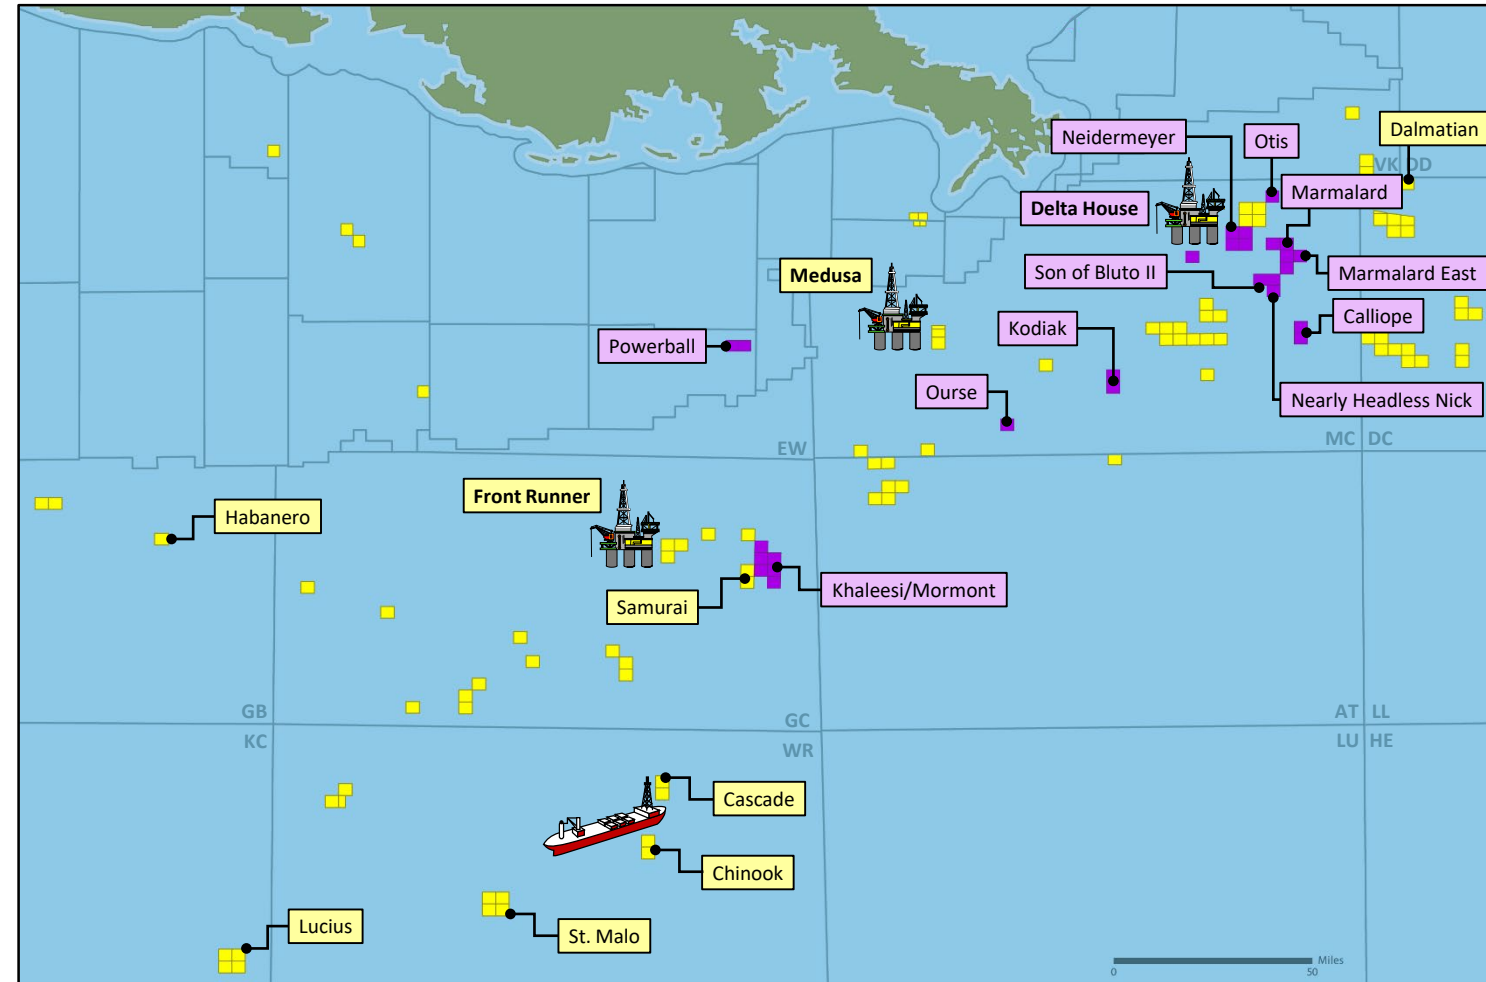 Neidermeyer
Otis
Dalmatian
VK DD
Marmalard
Delta House
Medusa
Son of Bluto II
Marmalard East
Powerball
Kodiak
Calliope
Ourse
Nearly Headless Nick
EW
MC DC
Front Runner
Habanero
Samurai
Khaleesi/Mormont
GB
GC
AT LL
KC
WR
LU HE
Cascade
Chinook
Lucius
St. Malo
Miles
0 50